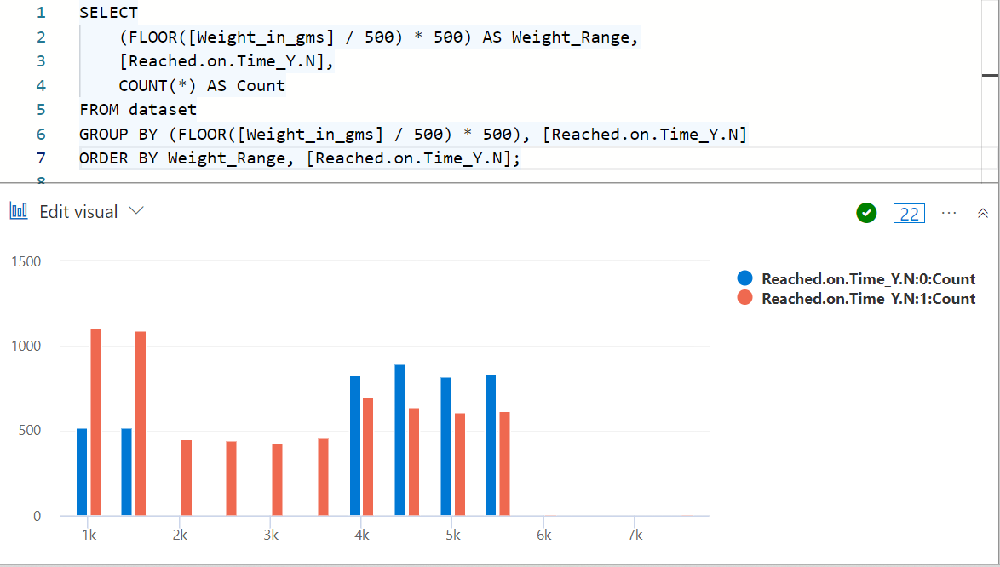 1 SELECT
2 (FLOOR([Weight_in_gms] / 500) * 500) AS Weight_Range,
3 [Reached.on.Time_Y.N],
4 COUNT(*) AS Count
5 FROM dataset
6 GROUP BY (FLOOR([Weight_in_gms] / 500) * 500), [Reached.on.Time_Y.N]
7 ORDER BY Weight_Range, [Reached.on.Time_Y.N];
8
Edit visual
22
1500
1000
500
0
1k 2k 3k 4k 5k 6k 7k
Reached.on.Time_Y.N:0:Count
Reached.on.Time_Y.N:1:Count